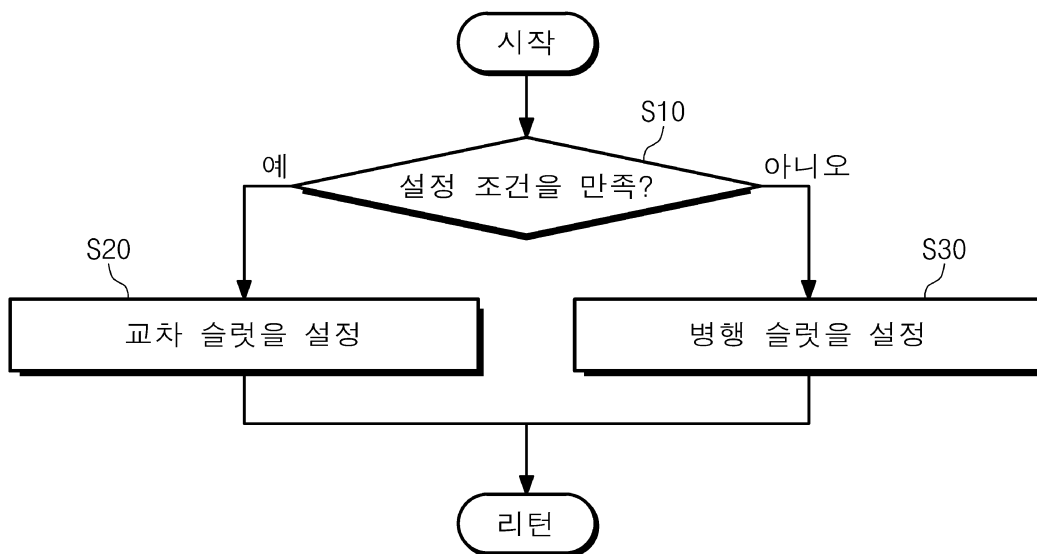 시작
S10
예
아니오
설정 조건을 만족?
S20
S30
교차 슬럿을 설정
병행 슬럿을 설정
리턴